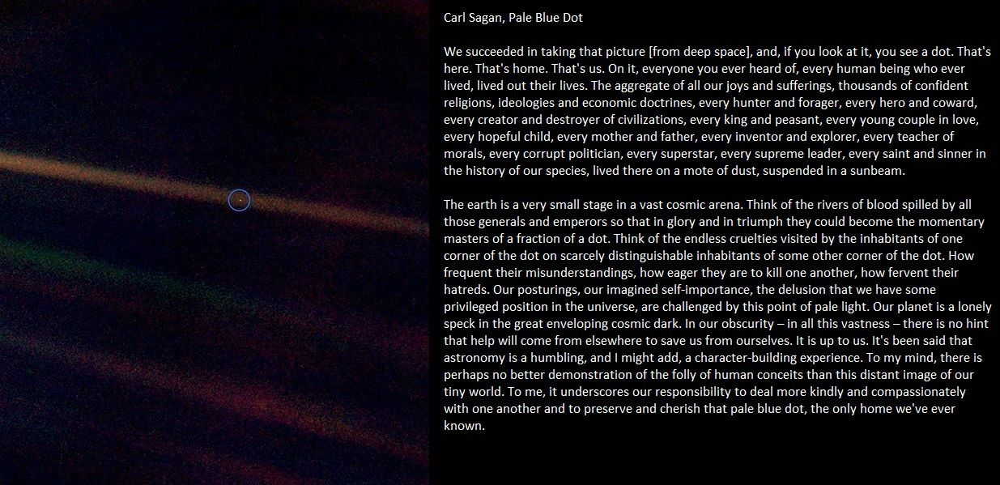 Carl Sagan, Pale Blue Dot
We succeeded in taking that picture [from deep space], and, if you look at it, you see a dot. That's
here. That's home. That's us. On it, everyone you ever heard of, every human being who ever
lived, lived out their lives. The aggregate of all our joys and sufferings, thousands of confident
religions, ideologies and economic doctrines, every hunter and forager, every hero and coward,
every creator and destroyer of civilizations, every king and peasant, every young couple in love,
every hopeful child, every mother and father, every inventor and explorer, every teacher of
morals, every corrupt politician, every superstar, every supreme leader, every saint and sinner in
the history of our species, lived there on a mote of dust, suspended in a sunbeam.
The earth is a very small stage in a vast cosmic arena. Think of the rivers of blood spilled by all
those generals and emperors so that in glory and in triumph they could become the momentary
masters of a fraction of a dot. Think of the endless cruelties visited by the inhabitants of one
corner of the dot on scarcely distinguishable inhabitants of some other corner of the dot. How
frequent their misunderstandings, how eager they are to kill one another, how fervent their
hatreds. Our posturings, our imagined self-importance, the delusion that we have some
privileged position in the universe, are challenged by this point of pale light. Our planet is a lonely
speck in the great enveloping cosmic dark. In our obscurity – in all this vastness – there is no hint
that help will come from elsewhere to save us from ourselves. It is up to us. It's been said that
astronomy is a humbling, and I might add, a character-building experience. To my mind, there is
perhaps no better demonstration of the folly of human conceits than this distant image of our
tiny world. To me, it underscores our responsibility to deal more kindly and compassionately
with one another and to preserve and cherish that pale blue dot, the only home we've ever
known.